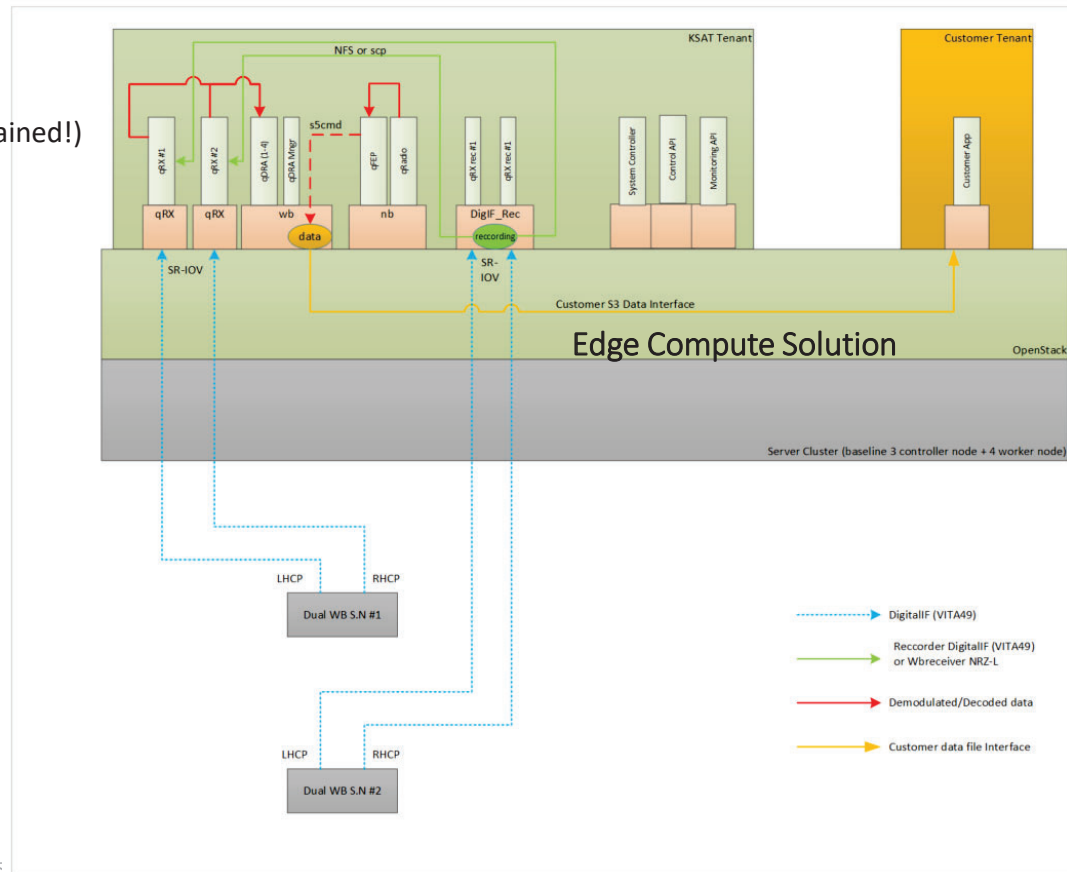 KSAT Tenant
Customer Tenant
NFS or scp
ained!)
s5cmd
qRX #1
qRX #2
qDRA (1-4)
qDRA Mngr
qFEP
qRado
qRX rec #1
qRX rec #1
System Controller
Control API
Monitoring API
Customer App
qRX
qRX
wb
nb
DigIF_Rec
data
reccording
SR-IOV
SR-
IOV
Customer S3 Data Interface
Edge Compute Solution
OpenStack
Server Cluster (baseline 3 controller node + 4 worker node)
LHCP
RHCP
Dual WB S.N #1
DigitalIF (VITA49)
Reccorder DigitalIF (VITA49)
or Wbreceiver NRZ-L
Demodulated/Decoded data
Customer data file Interface
LHCP
RHCP
Dual WB S.N #2